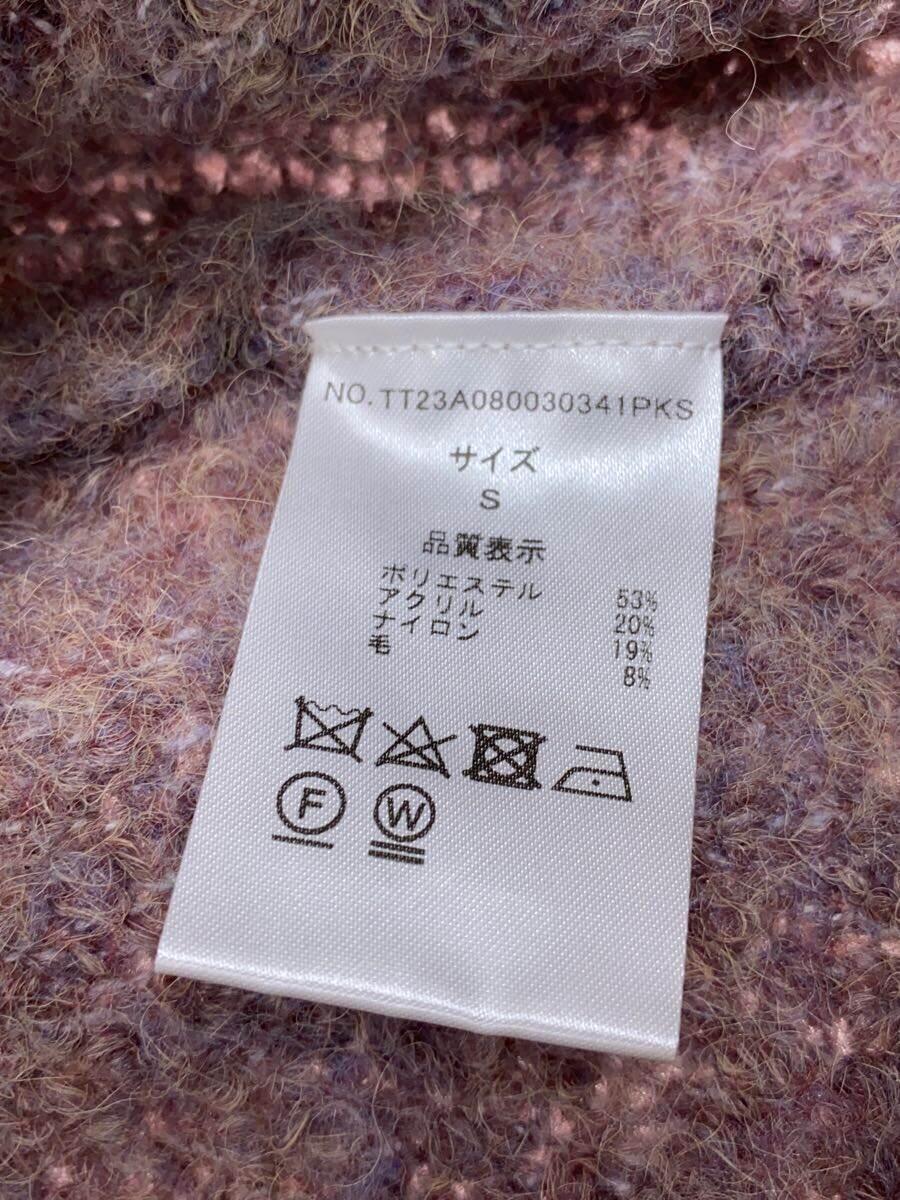 NO.TT23A080030341PKS
サイズ
S
品質表示
ポリエステル 53%
アクリル 20%
ナイロン 19%
毛 8%
F W